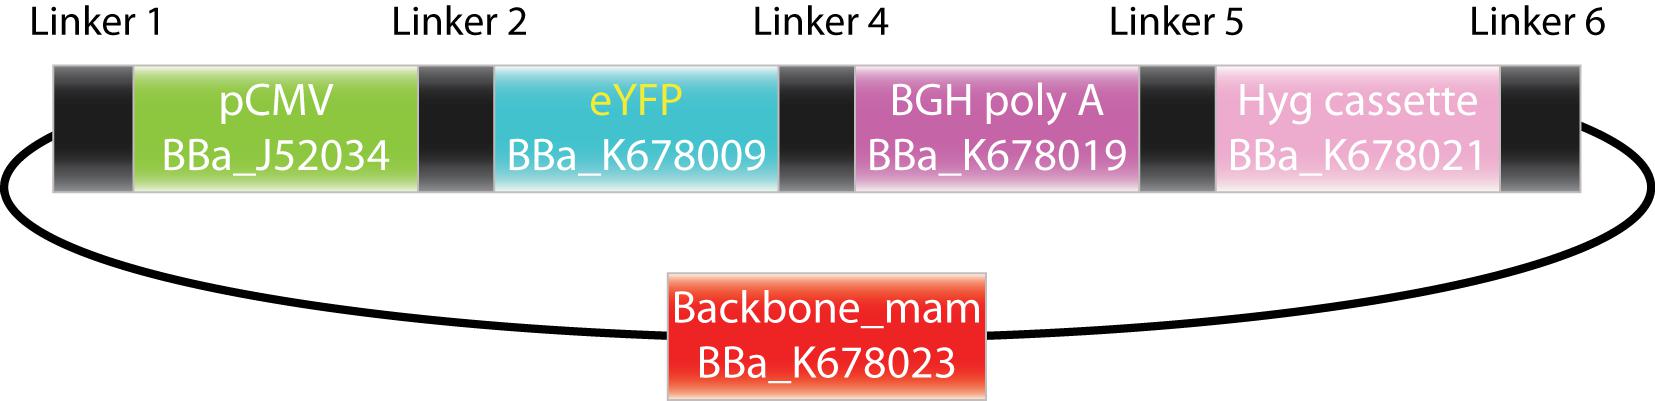 Linker 1 Linker 2 Linker 4 Linker 5 Linker 6
pCMV eYFP BGH poly A Hyg cassette
BBa_J52034 BBa_K678009 BBa_K678019 BBa_K678021
Backbone_mam
BBa_K678023